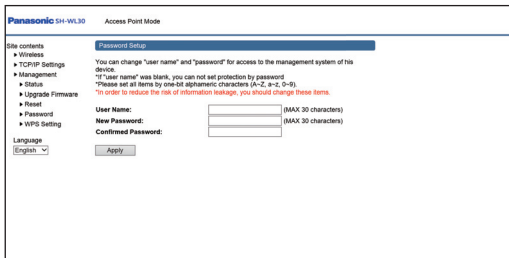 Panasonic SH-WL30 Access Point Mode
Site contents
Wireless
TCP/IP Settings
Management
Status
Upgrade Firmware
Reset
Password
WPS Setting
Language
English
Password Setup
You can change "user name" and "password" for access to the management system of his
device.
*If "user name" was blank, you can not set protection by password
*Please set all items by one-bit alphameric characters (A~Z, a~z, 0~9).
*In order to reduce the risk of information leakage, you should change these items.
User Name: (MAX 30 characters)
New Password: (MAX 30 characters)
Confirmed Password:
Apply